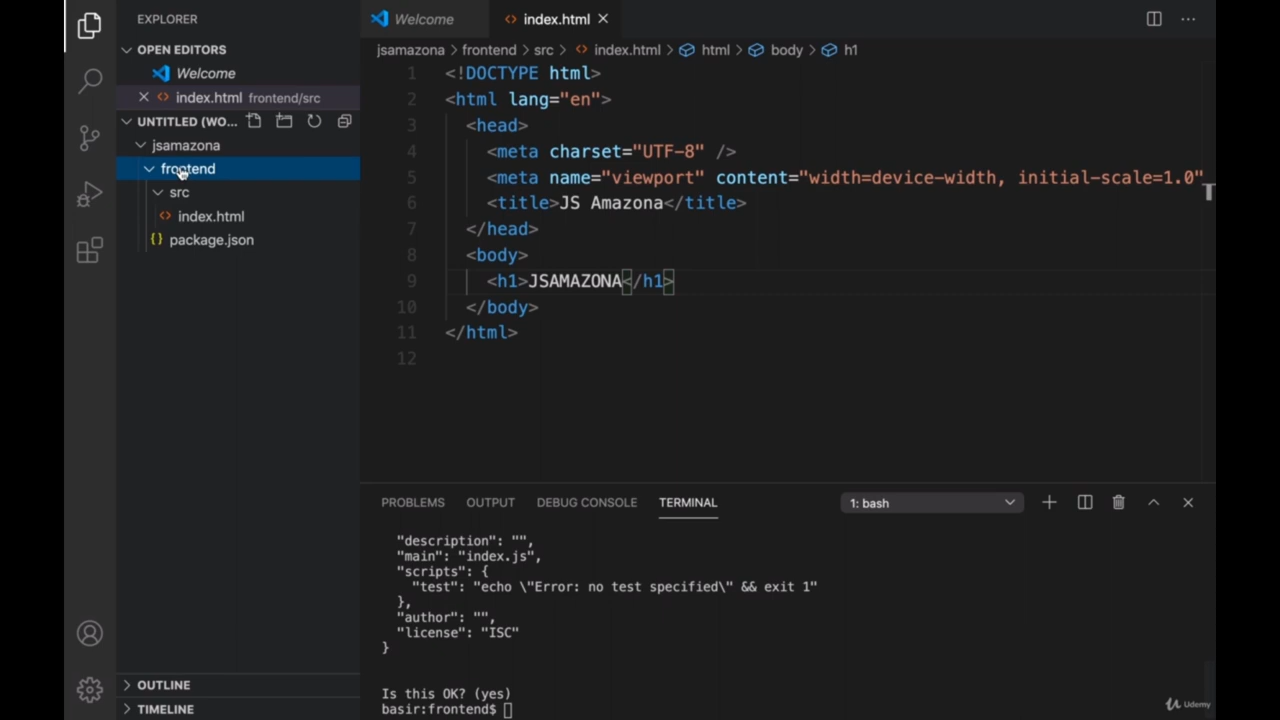 EXPLORER
OPEN EDITORS
Welcome
index.html frontend/src
UNTITLED (WO...
jsamazona
frontend
src
index.html
{} package.json
OUTLINE
TIMELINE
Welcome
<> index.html
jsamazona > frontend > src > <> index.html > html > body > h1
1 <!DOCTYPE html>
2 <html lang="en">
3 <head>
4 <meta charset="UTF-8" />
5 <meta name="viewport" content="width=device-width, initial-scale=1.0"
6 <title>JS Amazona</title>
7 </head>
8 <body>
9 <h1>JSAMAZONA</h1>
10 </body>
11 </html>
12
PROBLEMS OUTPUT DEBUG CONSOLE TERMINAL 1: bash
"description": "",
"main": "index.js",
"scripts": {
"test": "echo \"Error: no test specified\" && exit 1"
},
"author": "",
"license": "ISC"
}
Is this OK? (yes)
basir:frontend$
Udemy